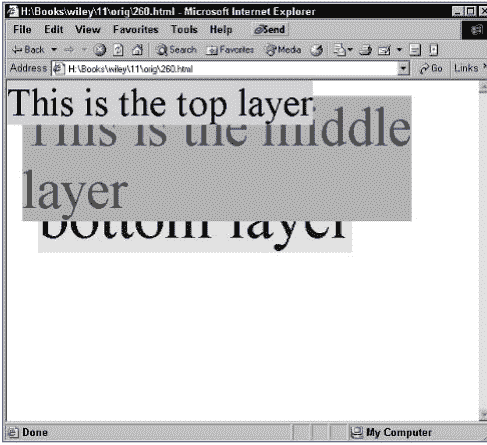 H:\Books\wiley\11\orig\260.html - Microsoft Internet Explorer
File Edit View Favorites Tools Help Send
Back Search Favorites Media
Address H:\Books\wiley\11\orig\260.html Go Links »
This is the top layer
This is the middle
layer
bottom layer
Done My Computer